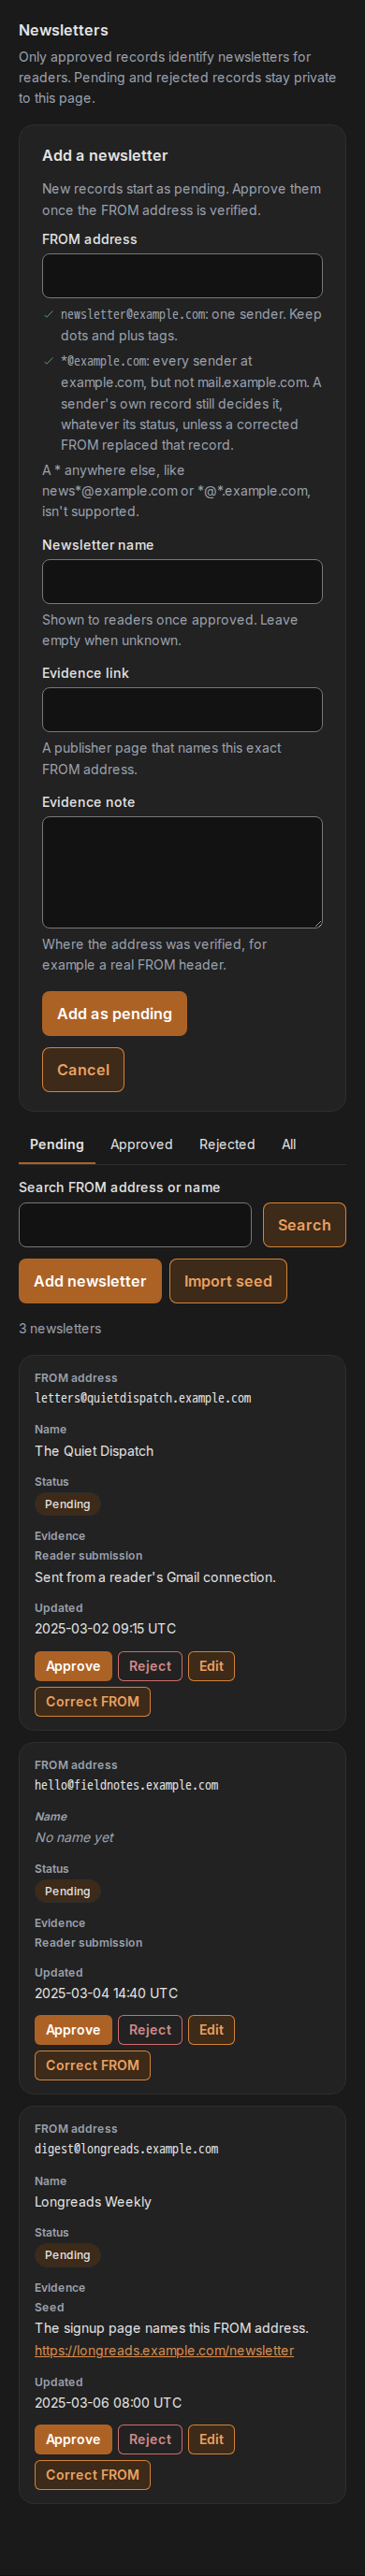 Newsletters
Only approved records identify newsletters for
readers. Pending and rejected records stay private
to this page.
Add a newsletter
New records start as pending. Approve them
once the FROM address is verified.
FROM address
newsletter@example.com: one sender. Keep
dots and plus tags.
*@example.com: every sender at
example.com, but not mail.example.com. A
sender's own record still decides it,
whatever its status, unless a corrected
FROM replaced that record.
A * anywhere else, like
news*@example.com or *@*.example.com,
isn't supported.
Newsletter name
Shown to readers once approved. Leave
empty when unknown.
Evidence link
A publisher page that names this exact
FROM address.
Evidence note
Where the address was verified, for
example a real FROM header.
Add as pending
Cancel
Pending Approved Rejected All
Search FROM address or name
Search
Add newsletter Import seed
3 newsletters
FROM address
letters@quietdispatch.example.com
Name
The Quiet Dispatch
Status
Pending
Evidence
Reader submission
Sent from a reader's Gmail connection.
Updated
2025-03-02 09:15 UTC
Approve Reject Edit
Correct FROM
FROM address
hello@fieldnotes.example.com
Name
No name yet
Status
Pending
Evidence
Reader submission
Updated
2025-03-04 14:40 UTC
Approve Reject Edit
Correct FROM
FROM address
digest@longreads.example.com
Name
Longreads Weekly
Status
Pending
Evidence
Seed
The signup page names this FROM address.
https://longreads.example.com/newsletter
Updated
2025-03-06 08:00 UTC
Approve Reject Edit
Correct FROM